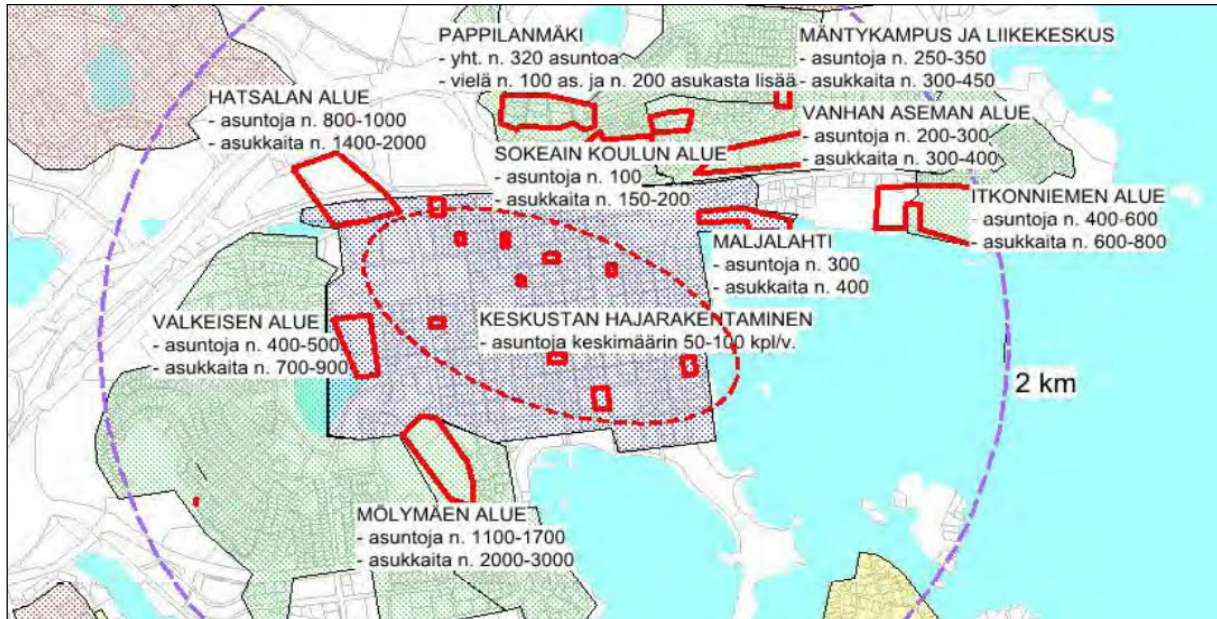 PAPPILANMÄKI
- yht. n. 320 asuntoa
- vielä n. 100 as. ja n. 200 asukasta lisää
MÄNTYKAMPUS JA LIIKEKESKUS
- asuntoja n. 250-350
- asukkaita n. 300-450
HATSALAN ALUE
- asuntoja n. 800-1000
- asukkaita n. 1400-2000
VANHAN ASEMAN ALUE
- asuntoja n. 200-300
- asukkaita n. 300-400
SOKEAIN KOULUN ALUE
- asuntoja n. 100
- asukkaita n. 150-200
ITKONNIEMEN ALUE
- asuntoja n. 400-600
- asukkaita n. 600-800
MALJALAHTI
- asuntoja n. 300
- asukkaita n. 400
VALKEISEN ALUE
- asuntoja n. 400-500
- asukkaita n. 700-900
KESKUSTAN HAJARAKENTAMINEN
- asuntoja keskimäärin 50-100 kpl/v.
2 km
MÖLYMÄEN ALUE
- asuntoja n. 1100-1700
- asukkaita n. 2000-3000